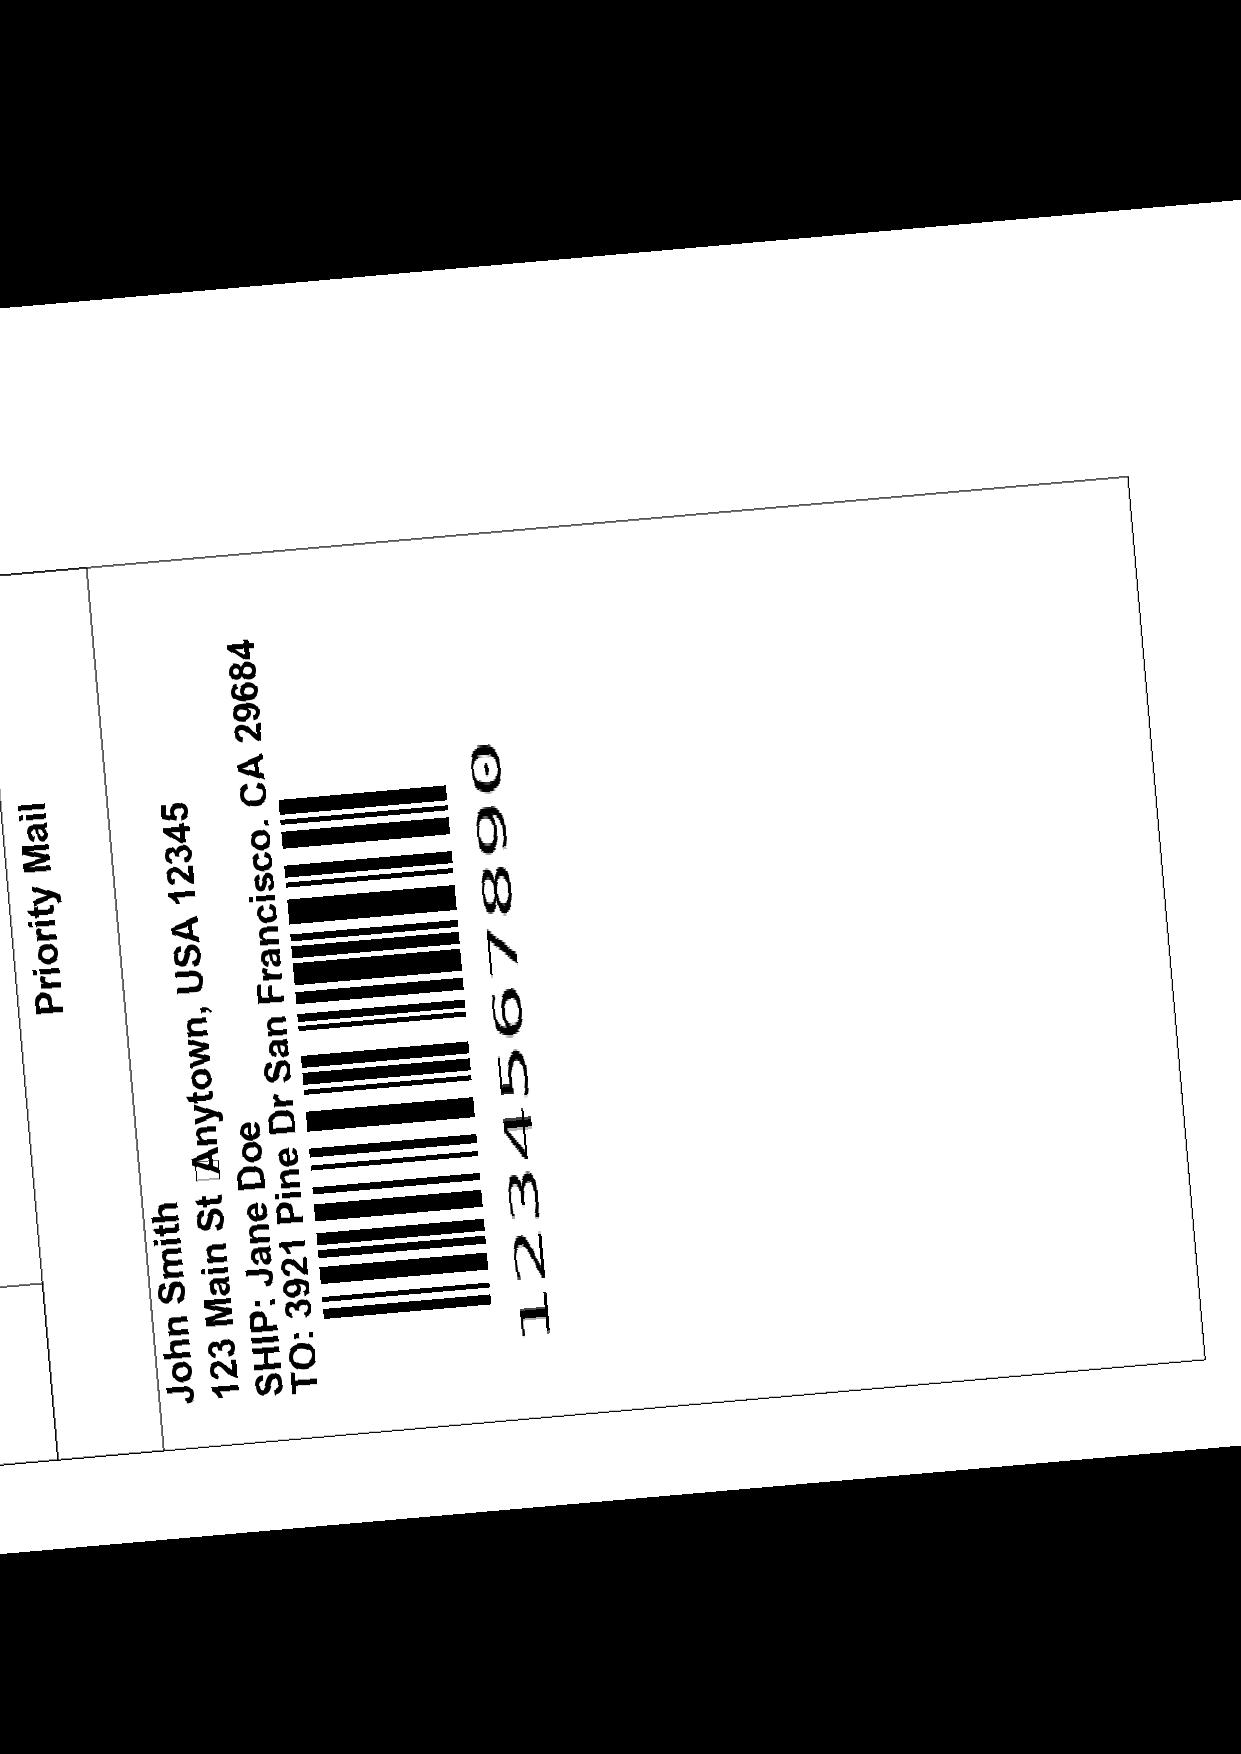 Priority Mail
John Smith
123 Main St Anytown, USA 12345
SHIP: Jane Doe
TO: 3921 Pine Dr San Francisco. CA 29684
1234567890